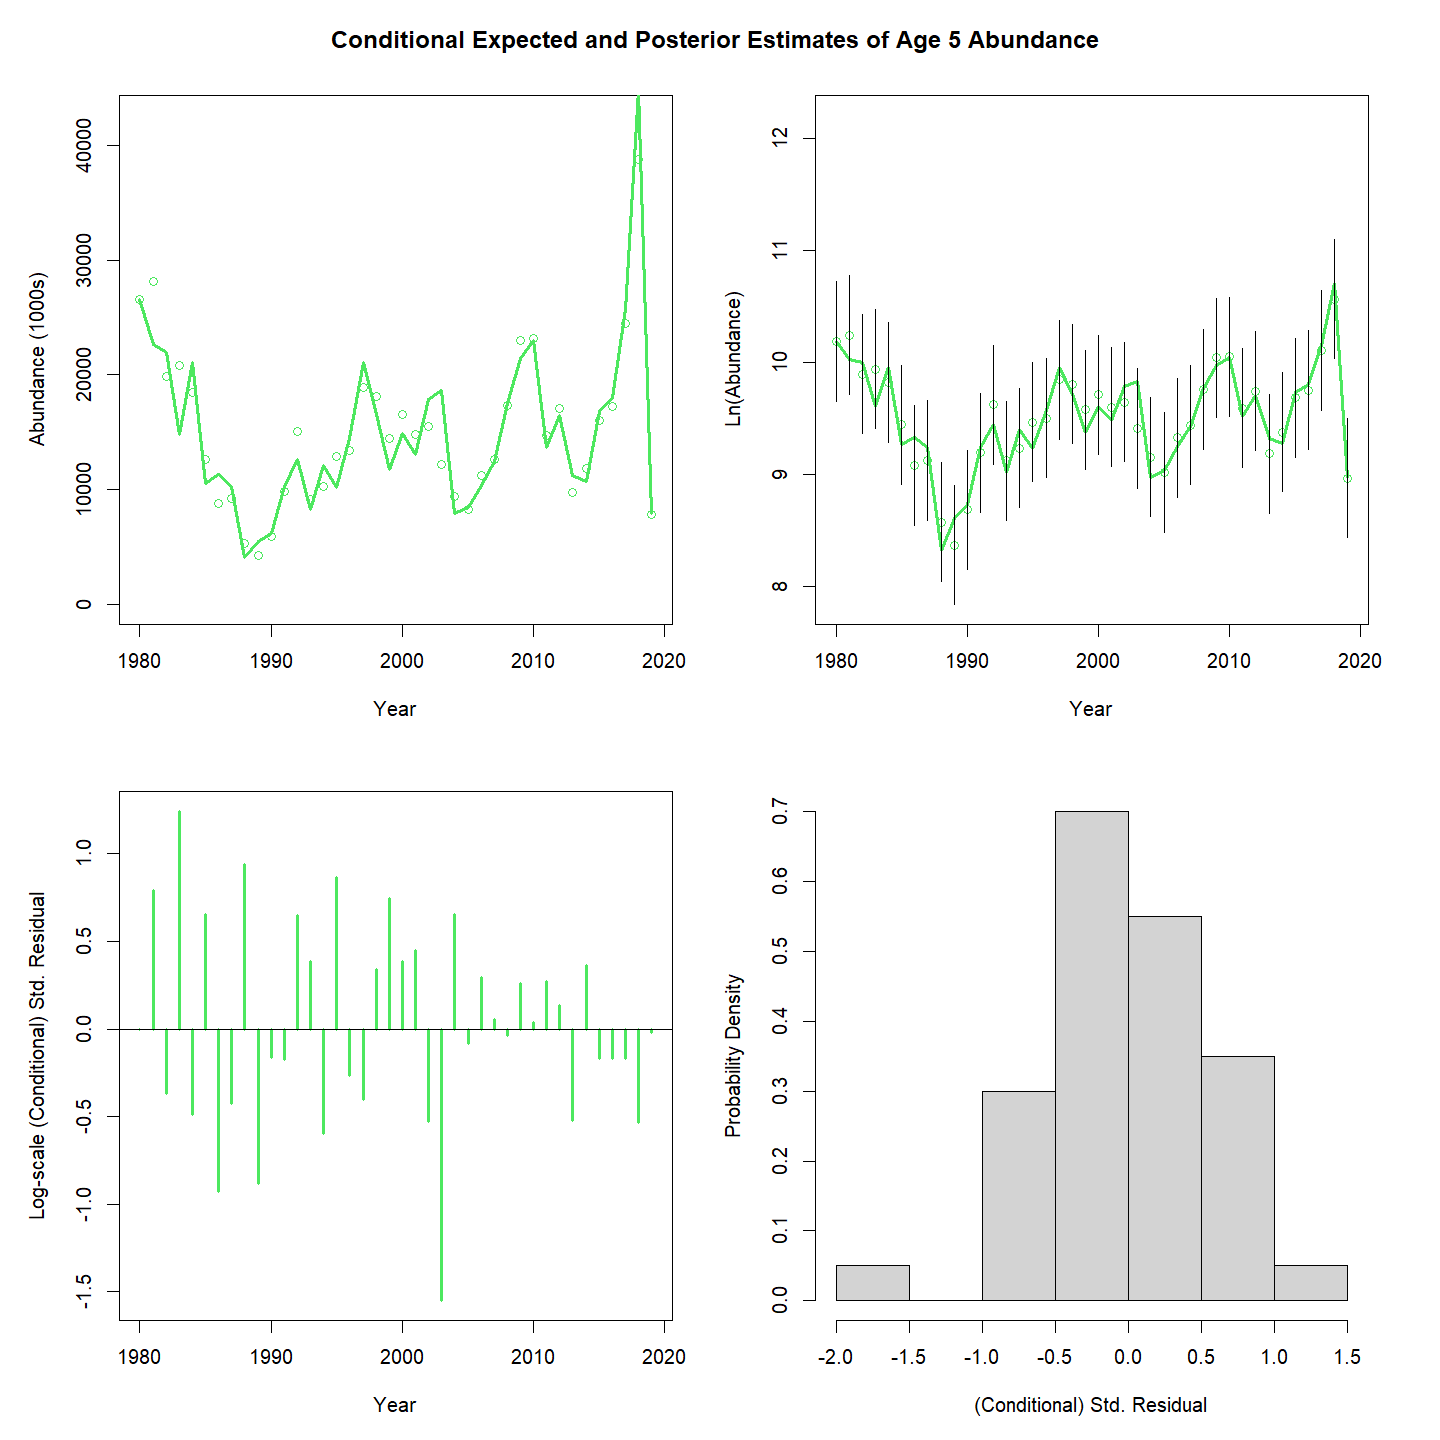 Conditional Expected and Posterior Estimates of Age 5 Abundance
Abundance (1000s)
40000
30000
20000
10000
0
1980 1990 2000 2010 2020
Year
Ln(Abundance)
12
11
10
9
8
1980 1990 2000 2010 2020
Year
Log-scale (Conditional) Std. Residual
1.0
0.5
0.0
-0.5
-1.0
-1.5
1980 1990 2000 2010 2020
Year
Probability Density
0.7
0.6
0.5
0.4
0.3
0.2
0.1
0.0
-2.0 -1.5 -1.0 -0.5 0.0 0.5 1.0 1.5
(Conditional) Std. Residual